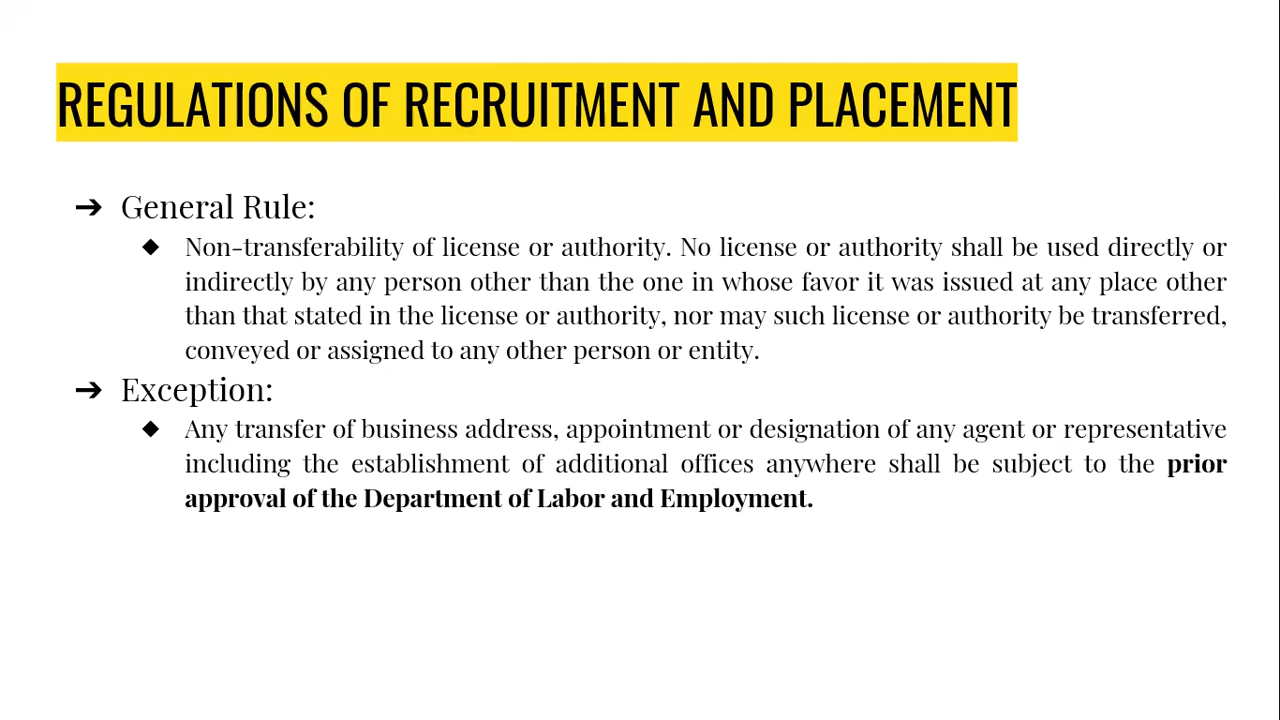 REGULATIONS OF RECRUITMENT AND PLACEMENT
➔ General Rule:
◆ Non-transferability of license or authority. No license or authority shall be used directly or
indirectly by any person other than the one in whose favor it was issued at any place other
than that stated in the license or authority, nor may such license or authority be transferred,
conveyed or assigned to any other person or entity.
➔ Exception:
◆ Any transfer of business address, appointment or designation of any agent or representative
including the establishment of additional offices anywhere shall be subject to the prior
approval of the Department of Labor and Employment.